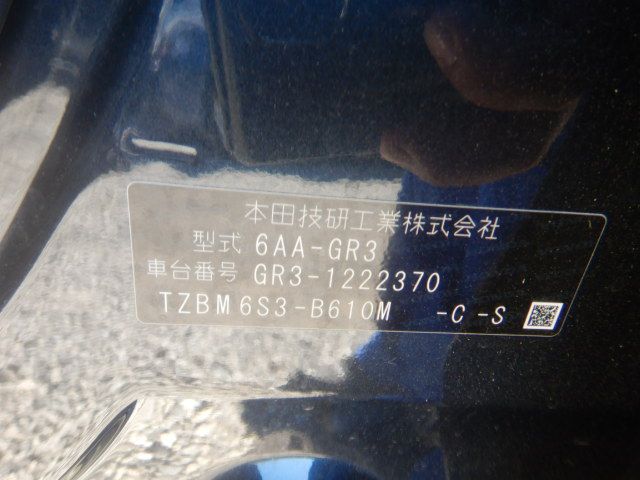 本田技研工業株式会社
型式 6AA-GR3
車台番号 GR3-1222370
TZBM6S3-B610M -C -S